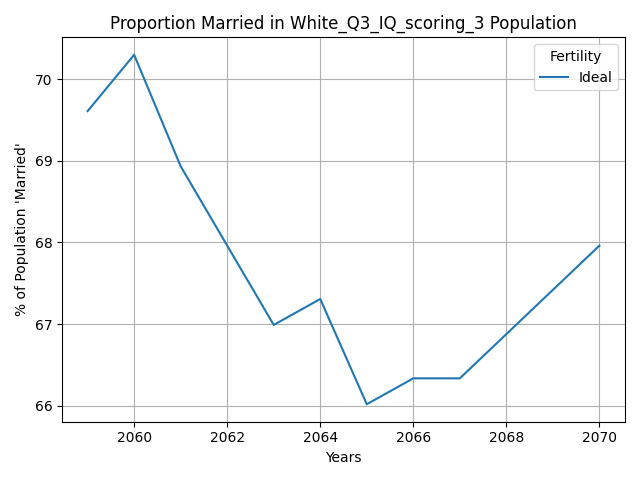 Proportion Married in White_Q3_IQ_scoring_3 Population
Fertility
Ideal
% of Population 'Married'
70
69
68
67
66
2060
2062
2064
2066
2068
2070
Years